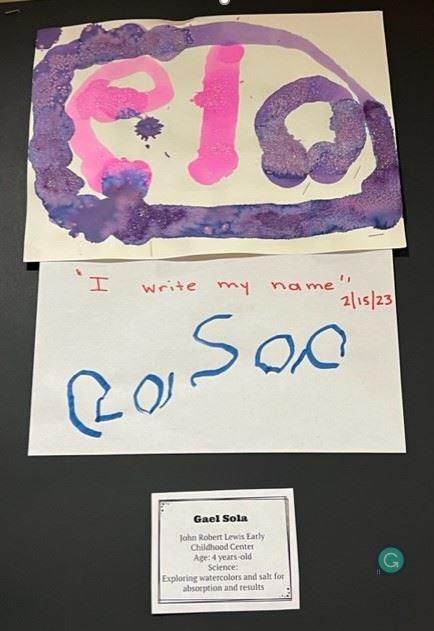 "I write my name"
2/15/23
Gael Sola
John Robert Lewis Early
Childhood Center
Age: 4 years-old
Science:
Exploring watercolors and salt for
absorption and results